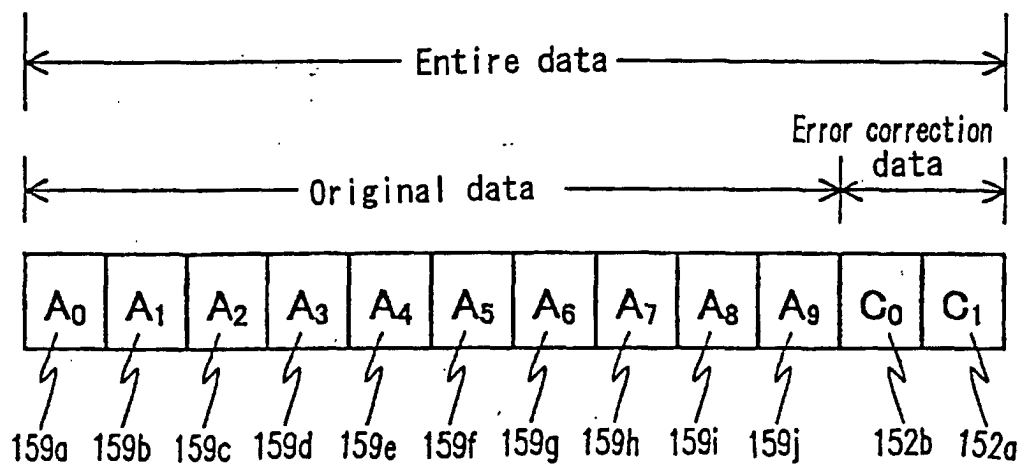 Entire data
Error correction
data
Original data
A0 A1 A2 A3 A4 A5 A6 A7 A8 A9 C0 C1
159a 159b 159c 159d 159e 159f 159g 159h 159i 159j 152b 152a